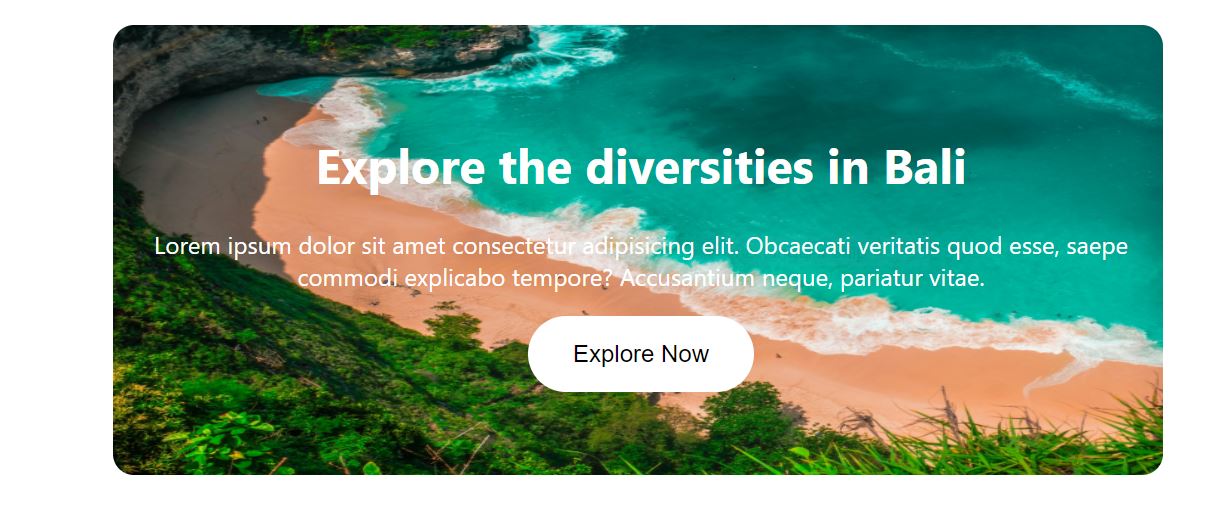 Explore the diversities in Bali
Lorem ipsum dolor sit amet consectetur adipisicing elit. Obcaecati veritatis quod esse, saepe
commodi explicabo tempore? Accusantium neque, pariatur vitae.
Explore Now